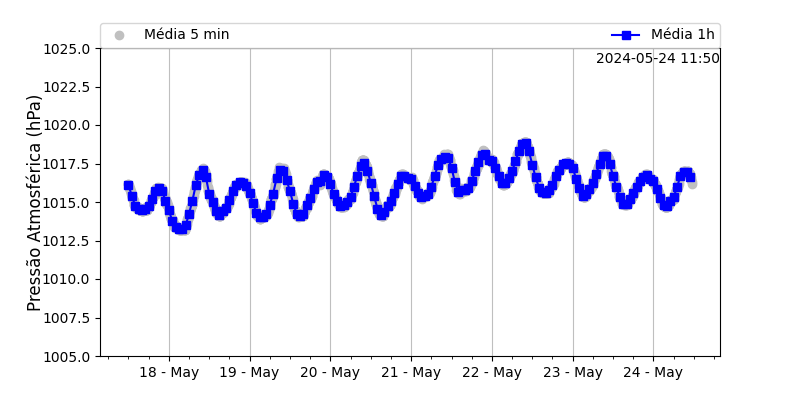 Média 5 min
Média 1h
2024-05-24 11:50
Pressão Atmosférica (hPa)
1025.0
1022.5
1020.0
1017.5
1015.0
1012.5
1010.0
1007.5
1005.0
18 - May
19 - May
20 - May
21 - May
22 - May
23 - May
24 - May